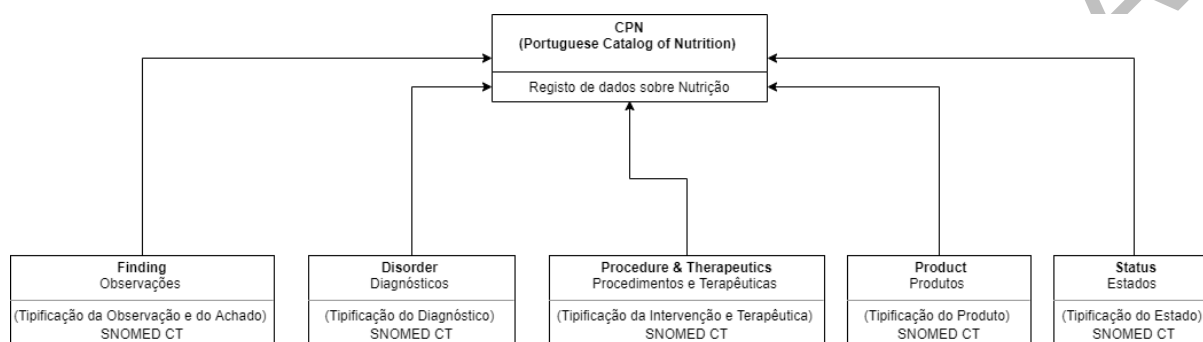 CPN
(Portuguese Catalog of Nutrition)
Registo de dados sobre Nutrição
Finding
Observações
(Tipificação da Observação e do Achado)
SNOMED CT
Disorder
Diagnósticos
(Tipificação do Diagnóstico)
SNOMED CT
Procedure & Therapeutics
Procedimentos e Terapêuticas
(Tipificação da Intervenção e Terapêutica)
SNOMED CT
Product
Produtos
(Tipificação do Produto)
SNOMED CT
Status
Estados
(Tipificação do Estado)
SNOMED CT